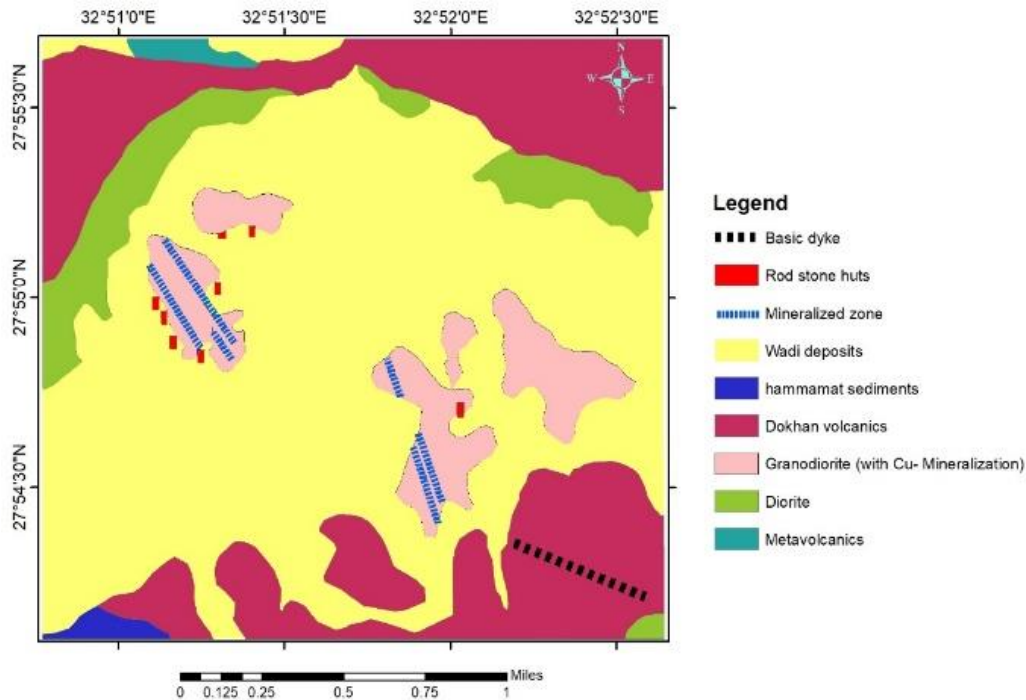 32°51'0"E 32°51'30"E 32°52'0"E 32°52'30"E
27°55'30"N
27°55'0"N
27°54'30"N
N
W E
S
Legend
Basic dyke
Rod stone huts
Mineralized zone
Wadi deposits
hammamat sediments
Dokhan volcanics
Granodiorite (with Cu- Mineralization)
Diorite
Metavolcanics
Miles
0 0.125 0.25 0.5 0.75 1